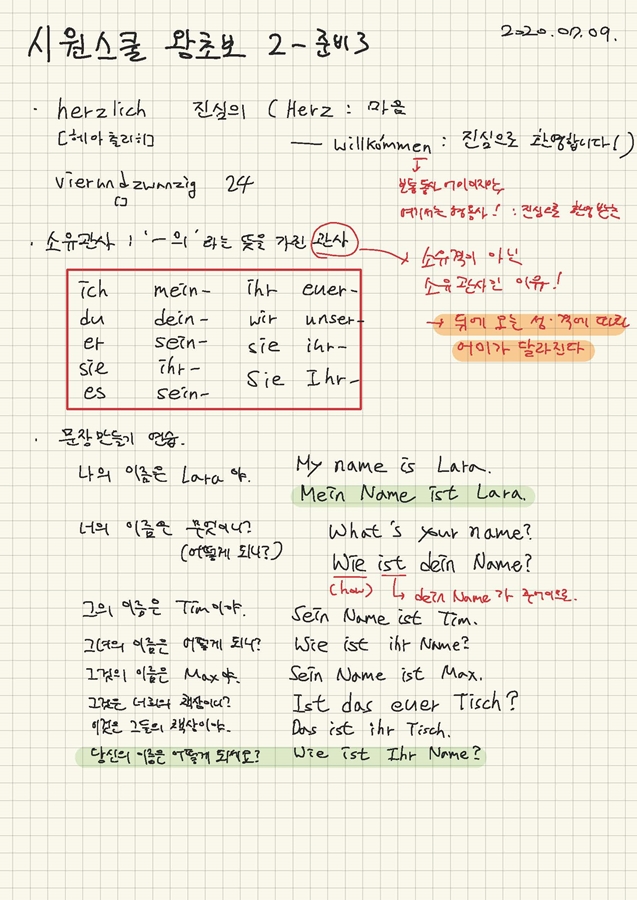 시원스쿨 왕초보 2 - 준비3
2020.07.09.
· herzlich 진심의 ( Herz : 마음
[헤아츨리히]
— willkommen : 진심으로 환영합니다( )
보통 동사 어미이지만,
여기서는 형용사! : 진심으로 환영 받는
vierundzwanzig 24
[]
· 소유관사 : '–의' 라는 뜻을 가진 관사
소유격이 아닌
소유관사인 이유!
→ 뒤에 오는 성·격에 따라
어미가 달라진다
ich mein- ihr euer-
du dein- wir unser-
er sein- sie ihr-
sie ihr- Sie Ihr-
es sein-
· 문장만들기 연습.
나의 이름은 Lara 야. My name is Lara.
Mein Name ist Lara.
너의 이름은 무엇이니? What's your name?
(어떻게 되니?) Wie ist dein Name?
(how) dein Name 가 주어이므로.
그의 이름은 Tim이야. Sein Name ist Tim.
그녀의 이름은 어떻게 되니? Wie ist ihr Name?
그것의 이름은 Max야. Sein Name ist Max.
그것은 너희의 책상이니? Ist das euer Tisch?
이것은 그들의 책상이야. Das ist ihr Tisch.
당신의 이름은 어떻게 되세요? Wie ist Ihr Name?